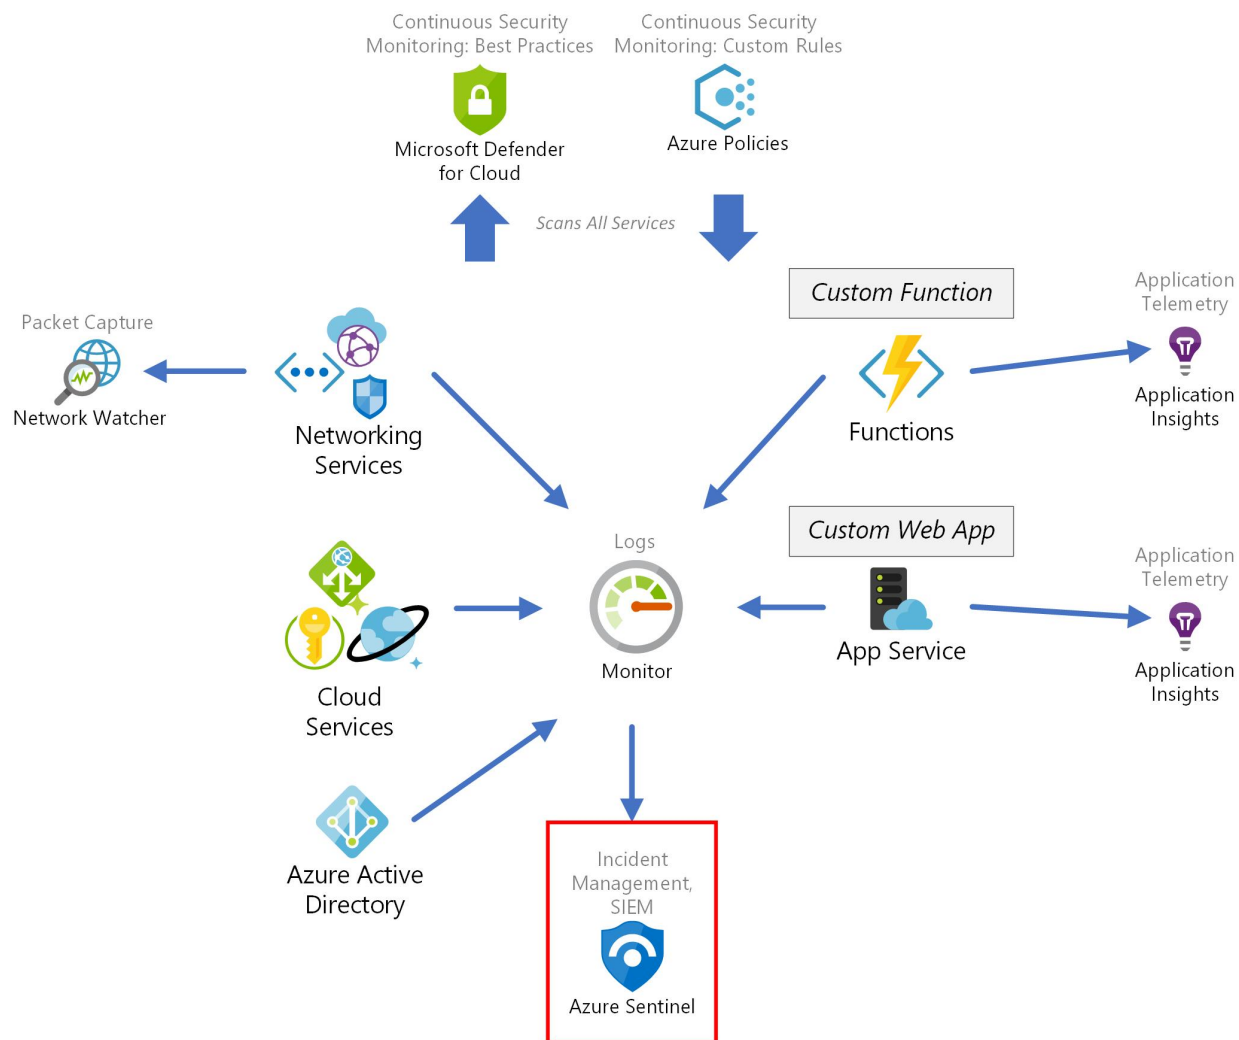 Continuous Security
Monitoring: Best Practices
Continuous Security
Monitoring: Custom Rules
Microsoft Defender
for Cloud
Azure Policies
Scans All Services
Custom Function
Application
Telemetry
Packet Capture
Network Watcher
Networking
Services
Functions
Application
Insights
Custom Web App
Logs
Application
Telemetry
Monitor
App Service
Application
Insights
Cloud
Services
Azure Active
Directory
Incident
Management,
SIEM
Azure Sentinel